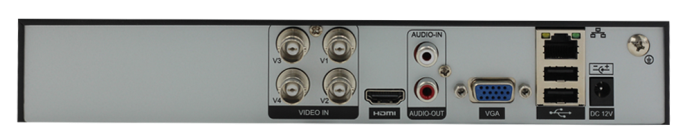 V3
V1
V4
V2
VIDEO IN
HDMI
AUDIO-IN
AUDIO-OUT
VGA
DC 12V